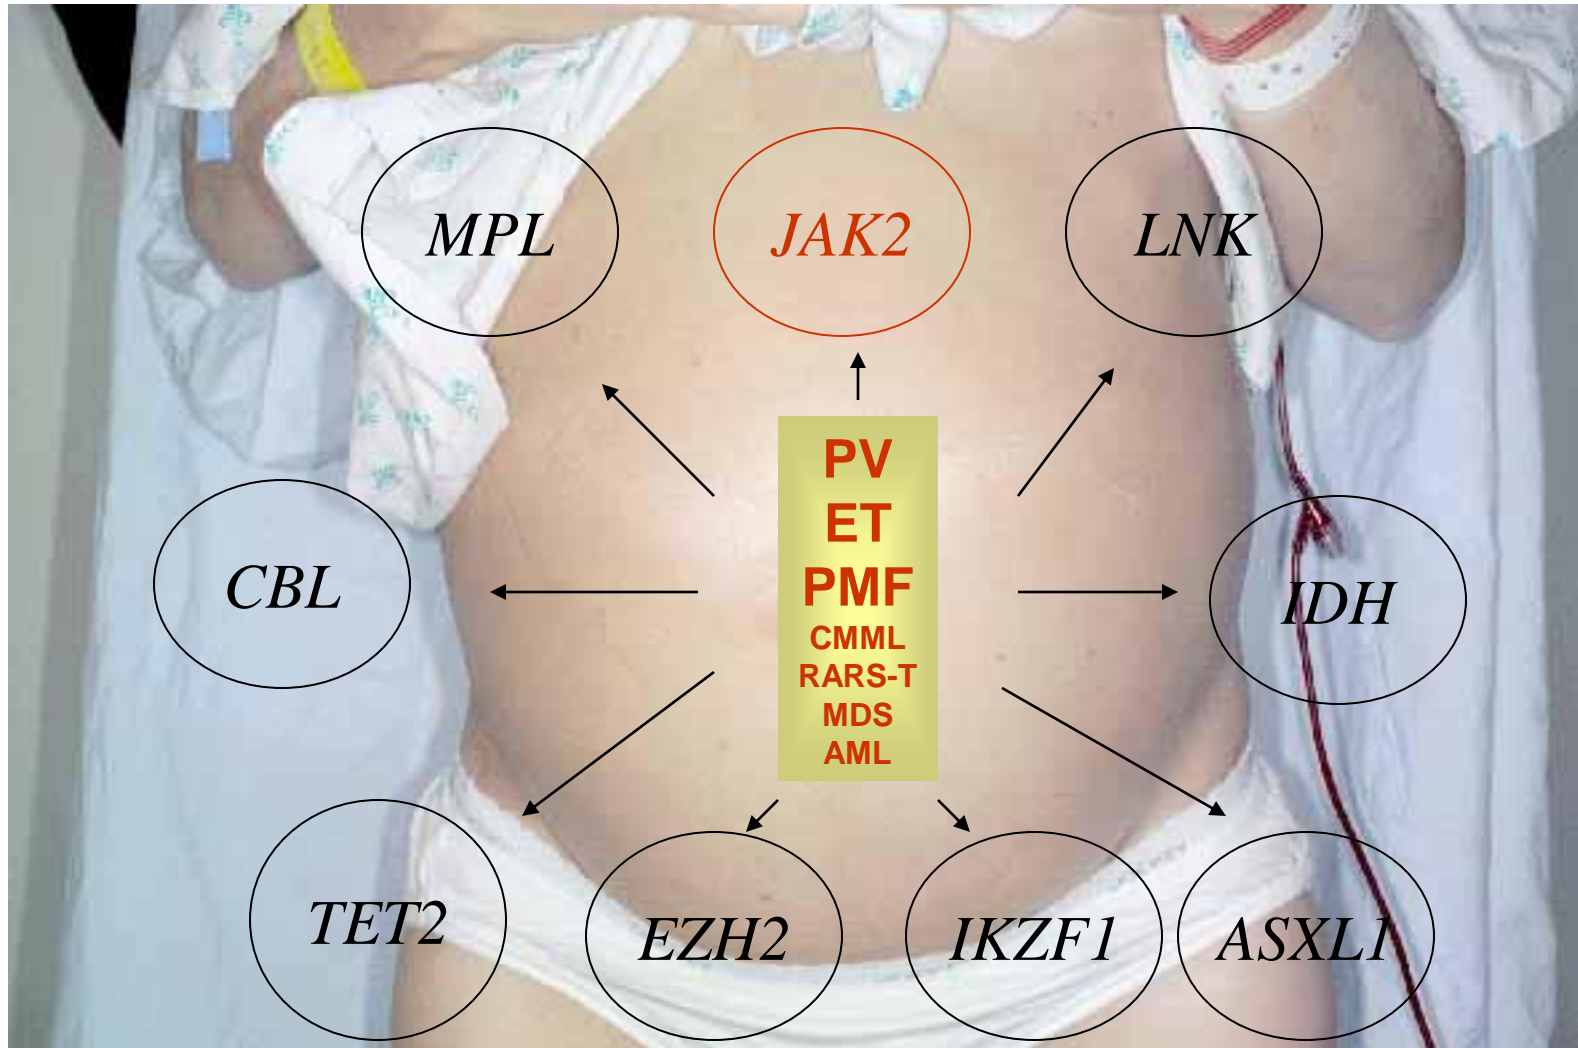 MPL
JAK2
LNK
PV
ET
PMF
CMML
RARS-T
MDS
AML
CBL
IDH
TET2
EZH2
IKZF1
ASXL1